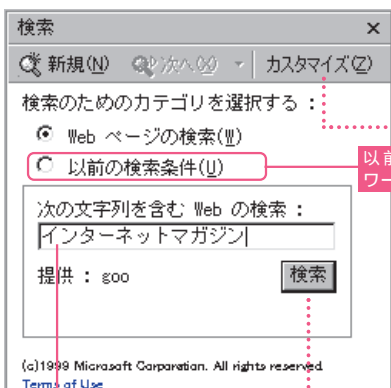 検索 ×
新規(N) 次へ(X) カスタマイズ(Z)
検索のためのカテゴリを選択する：
Web ページの検索(W)
以前の検索条件(U)
以前
ワー
次の文字列を含む Web の検索：
インターネットマガジン
提供： goo 検索
(c)1999 Microsoft Corporation. All rights reserved.
Terms of Use